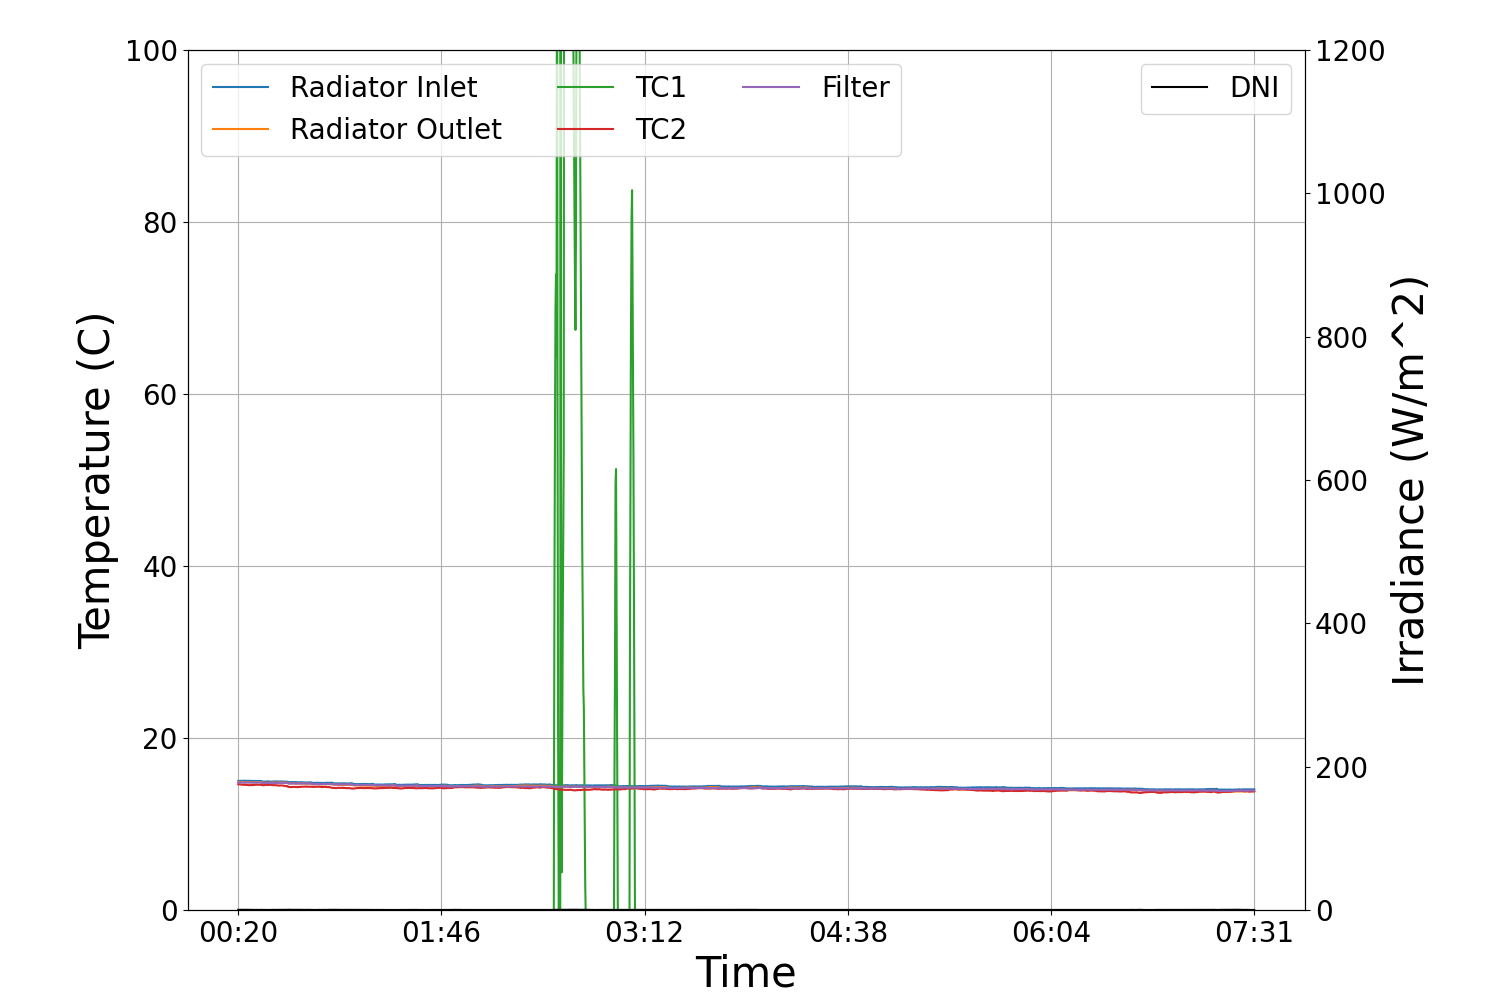 100
80
60
40
20
0
Temperature (C)
Radiator Inlet
Radiator Outlet
TC1
TC2
Filter
DNI
1200
1000
800
600
400
200
0
Irradiance (W/m^2)
00:20 01:46 03:12 04:38 06:04 07:31
Time